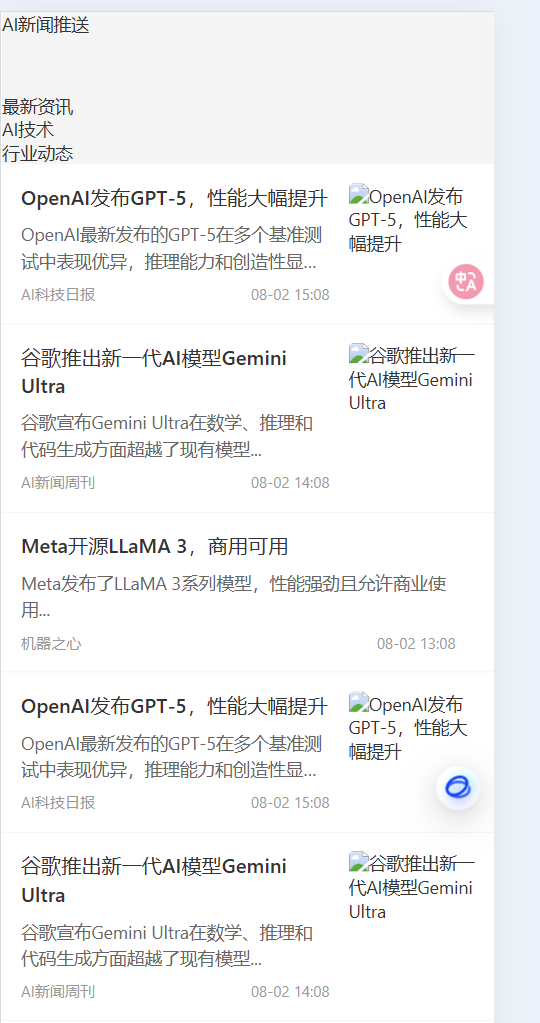 AI新闻推送
最新资讯
AI技术
行业动态
OpenAI发布GPT-5，性能大幅提升
OpenAI最新发布的GPT-5在多个基准测
试中表现优异，推理能力和创造性显...
AI科技日报
08-02 15:08
OpenAI发布
GPT-5，性能大
幅提升
中A
谷歌推出新一代AI模型Gemini
Ultra
谷歌宣布Gemini Ultra在数学、推理和
代码生成方面超越了现有模型...
AI新闻周刊
08-02 14:08
谷歌推出新一
代AI模型Gemini
Ultra
Meta开源LLaMA 3，商用可用
Meta发布了LLaMA 3系列模型，性能强劲且允许商业使
用...
机器之心
08-02 13:08
OpenAI发布GPT-5，性能大幅提升
OpenAI最新发布的GPT-5在多个基准测
试中表现优异，推理能力和创造性显...
AI科技日报
08-02 15:08
OpenAI发布
GPT-5，性能大
幅提升
谷歌推出新一代AI模型Gemini
Ultra
谷歌宣布Gemini Ultra在数学、推理和
代码生成方面超越了现有模型...
AI新闻周刊
08-02 14:08
谷歌推出新一
代AI模型Gemini
Ultra